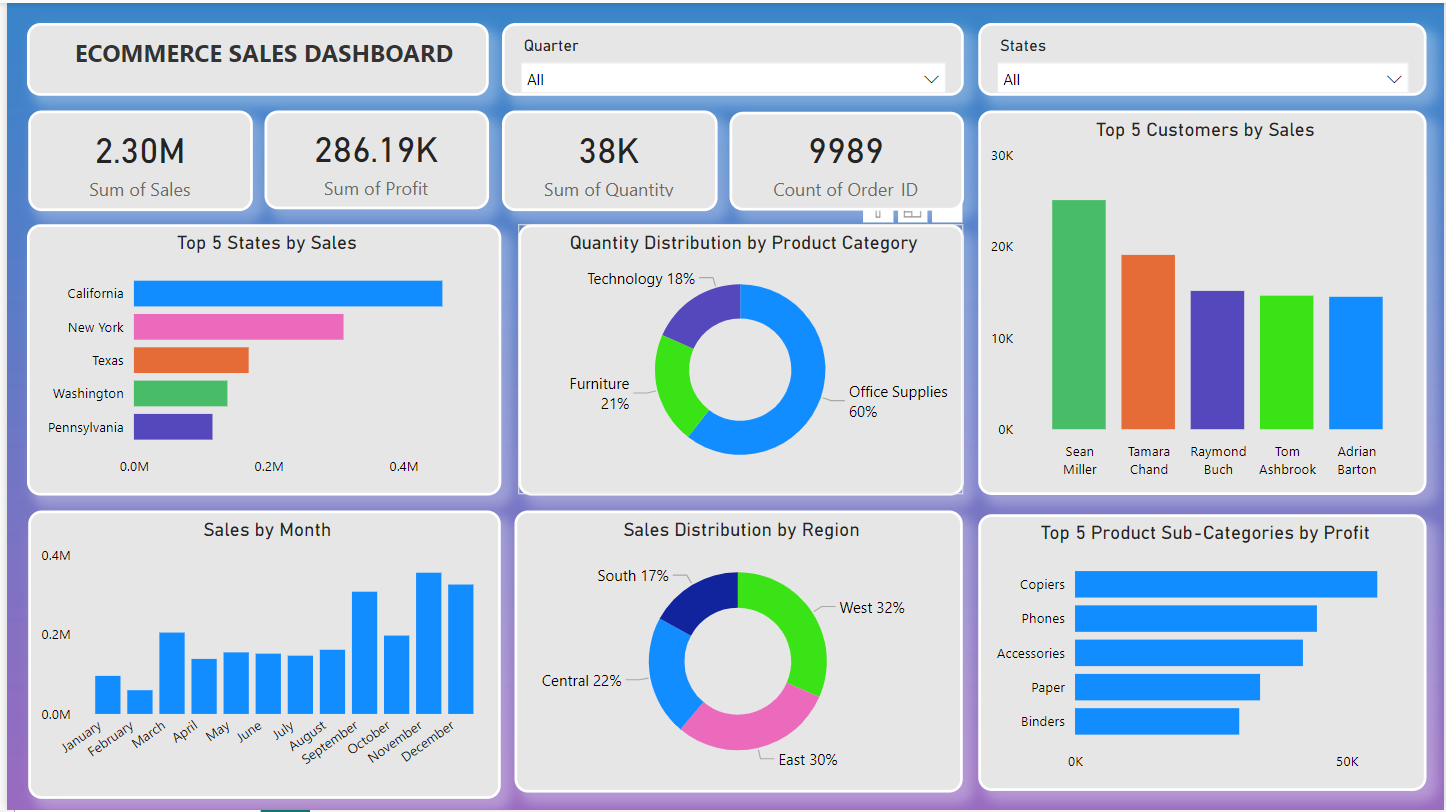 ECOMMERCE SALES DASHBOARD
Quarter
All
States
All
2.30M
Sum of Sales
286.19K
Sum of Profit
38K
Sum of Quantity
9989
Count of Order ID
Top 5 Customers by Sales
30K
20K
10K
0K
Sean
Miller
Tamara
Chand
Raymond
Buch
Tom
Ashbrook
Adrian
Barton
Top 5 States by Sales
California
New York
Texas
Washington
Pennsylvania
0.0M
0.2M
0.4M
Quantity Distribution by Product Category
Technology 18%
Furniture
21%
Office Supplies
60%
Sales by Month
0.4M
0.2M
0.0M
January
February
March
April
May
June
July
August
September
October
November
December
Sales Distribution by Region
South 17%
West 32%
Central 22%
East 30%
Top 5 Product Sub-Categories by Profit
Copiers
Phones
Accessories
Paper
Binders
0K
50K